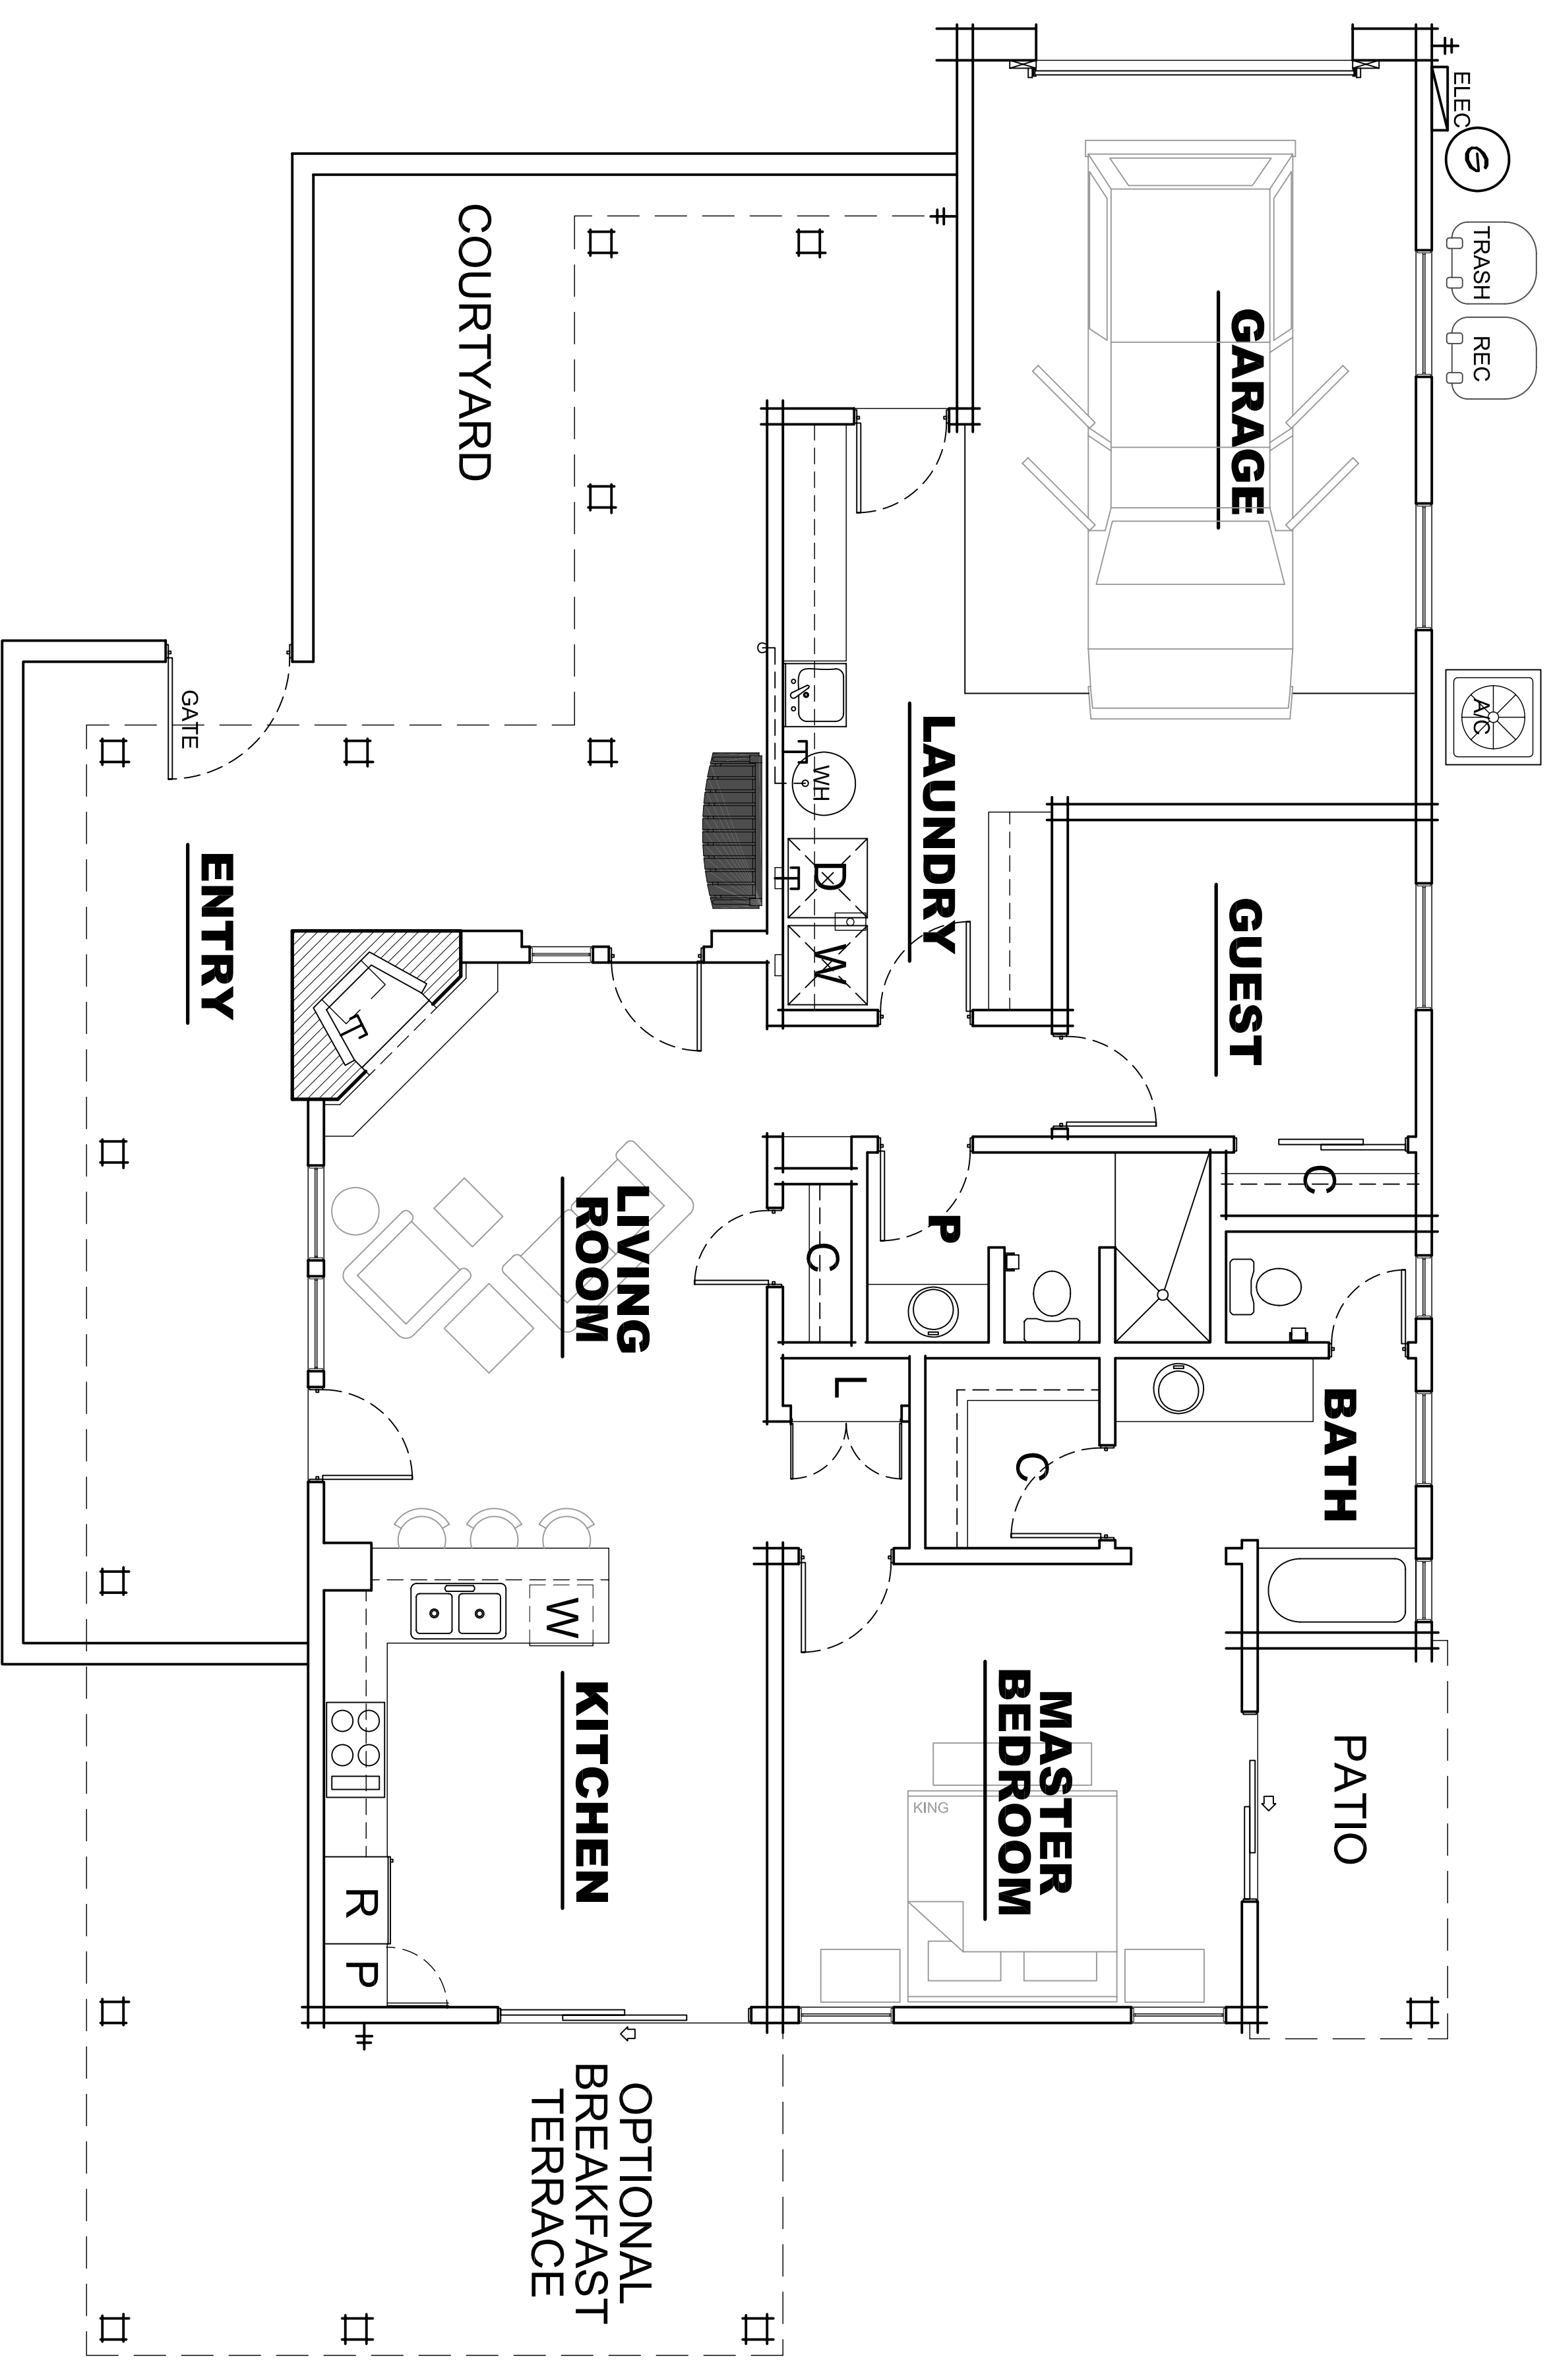 ELEC
G
TRASH
REC
A/C
GARAGE
COURTYARD
GATE
ENTRY
LAUNDRY
WH
D
W
GUEST
C
T
LIVING
ROOM
C
P
L
C
BATH
W
KITCHEN
R
P
MASTER
BEDROOM
KING
PATIO
OPTIONAL
BREAKFAST
TERRACE